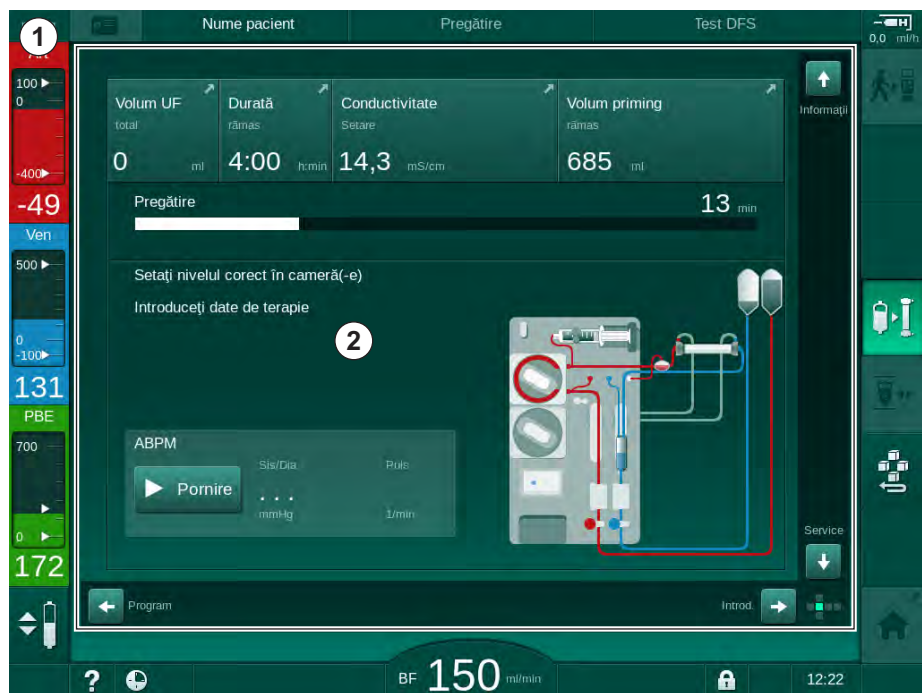 1
Nume pacient
Pregătire
Test DFS
0,0 ml/h
100
0
-400
-49
Ven
500
0
-100
131
PBE
700
0
172
Volum UF
total
0 ml
Durată
rămas
4:00 h:min
Conductivitate
Setare
14,3 mS/cm
Volum priming
rămas
685 ml
Informații
Pregătire
13 min
Setați nivelul corect în cameră(-e)
Introduceți date de terapie
2
ABPM
Pornire
Sis/Dia
. . .
mmHg
Puls
1/min
Service
Program
Introd.
?
BF 150 ml/min
12:22